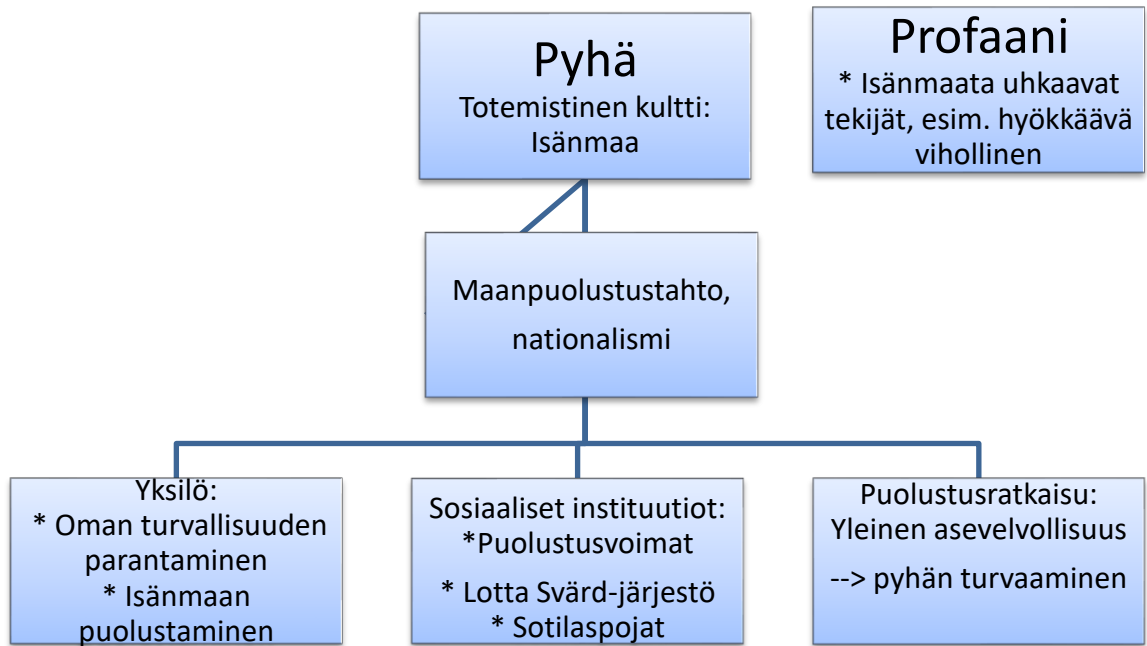 Pyhä
Totemistinen kultti:
Isänmaa
Profaani
* Isänmaata uhkaavat
tekijät, esim. hyökkäävä
vihollinen
Maanpuolustustahto,
nationalismi
Yksilö:
* Oman turvallisuuden
parantaminen
* Isänmaan
puolustaminen
Sosiaaliset instituutiot:
*Puolustusvoimat
* Lotta Svärd-järjestö
* Sotilaspojat
Puolustusratkaisu:
Yleinen asevelvollisuus
--> pyhän turvaaminen